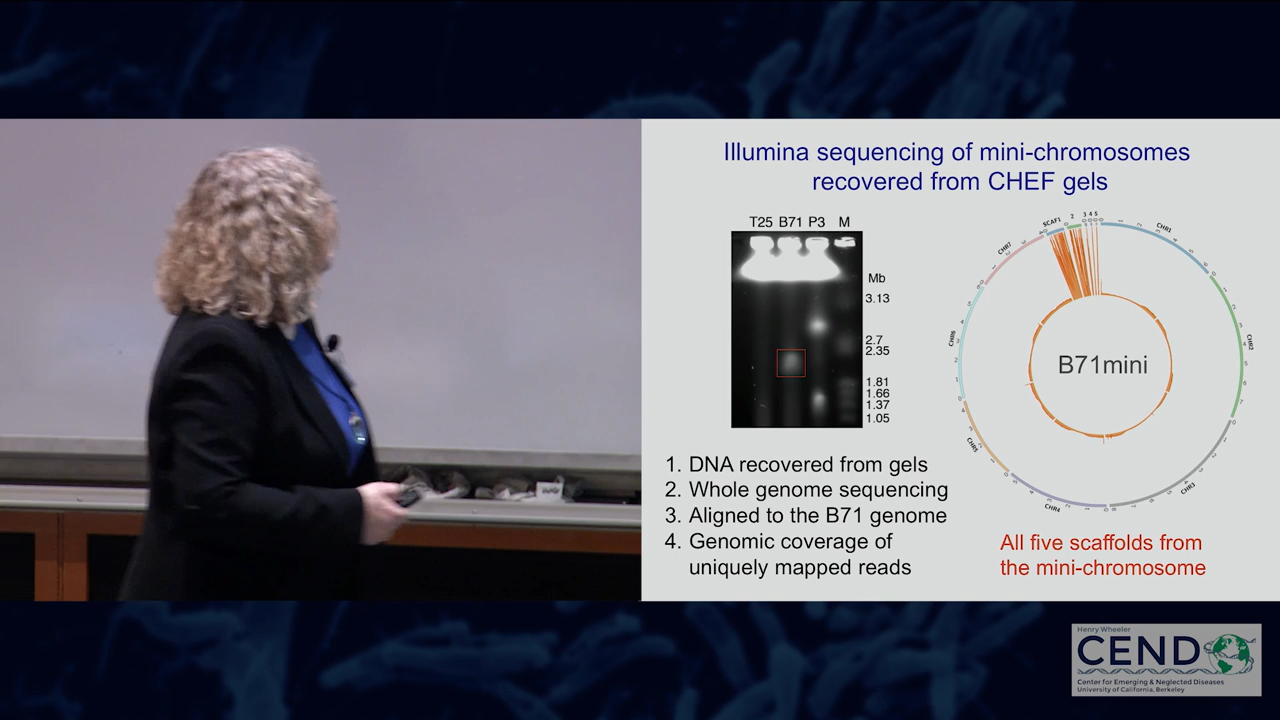 Illumina sequencing of mini-chromosomes
recovered from CHEF gels
T25 B71 P3 M
Mb
3.13
2.7
2.35
1.81
1.66
1.37
1.05
SCAF1 2 3 4 5
CHR1
CHR2
CHR3
CHR4
CHR5
CHR6
CHR7
B71mini
1. DNA recovered from gels
2. Whole genome sequencing
3. Aligned to the B71 genome
4. Genomic coverage of
uniquely mapped reads
All five scaffolds from
the mini-chromosome
Henry Wheeler
CEND
Center for Emerging & Neglected Diseases
University of California, Berkeley